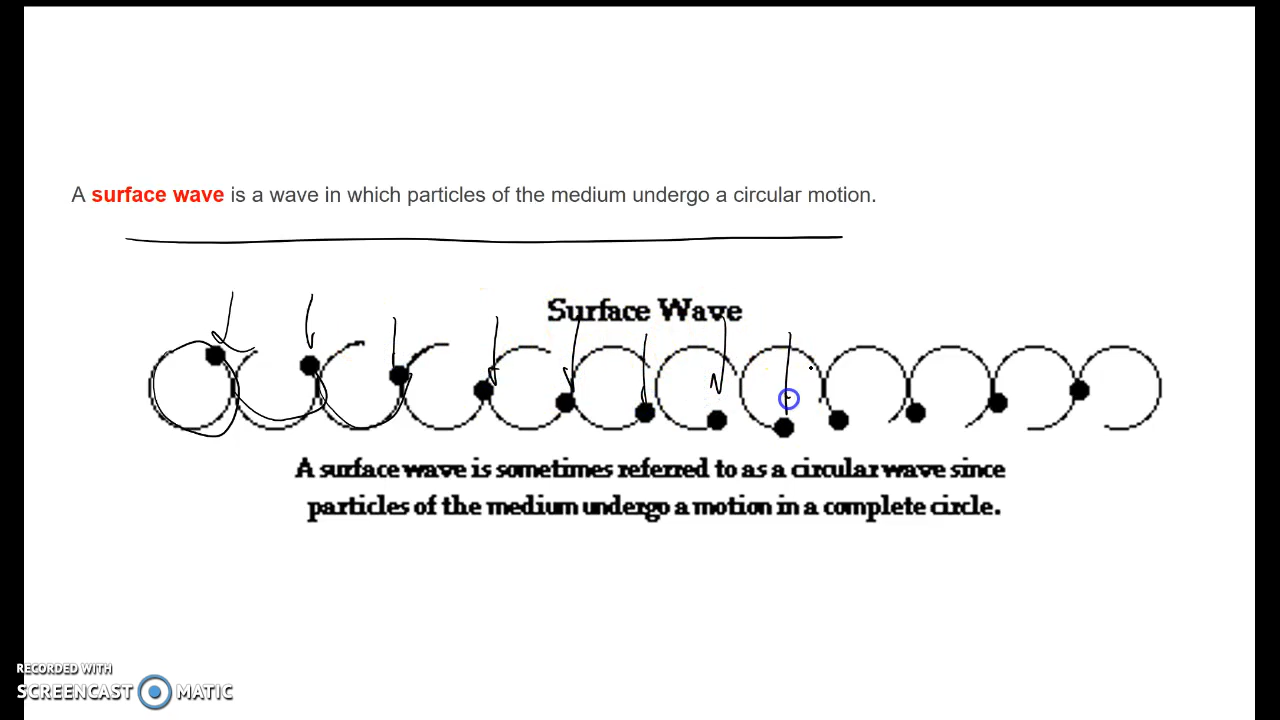 A surface wave is a wave in which particles of the medium undergo a circular motion.
Surface Wave
A surface wave is sometimes referred to as a circular wave since
particles of the medium undergo a motion in a complete circle.
RECORDED WITH
SCREENCAST MATIC